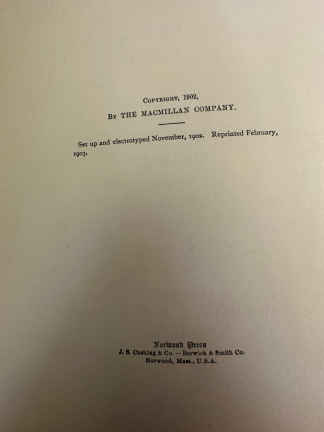 COPYRIGHT, 1902,
BY THE MACMILLAN COMPANY.
Set up and electrotyped November, 1902. Reprinted February,
1903.
Norwood Press
J. S. Cushing & Co. — Berwick & Smith Co.
Norwood, Mass., U.S.A.